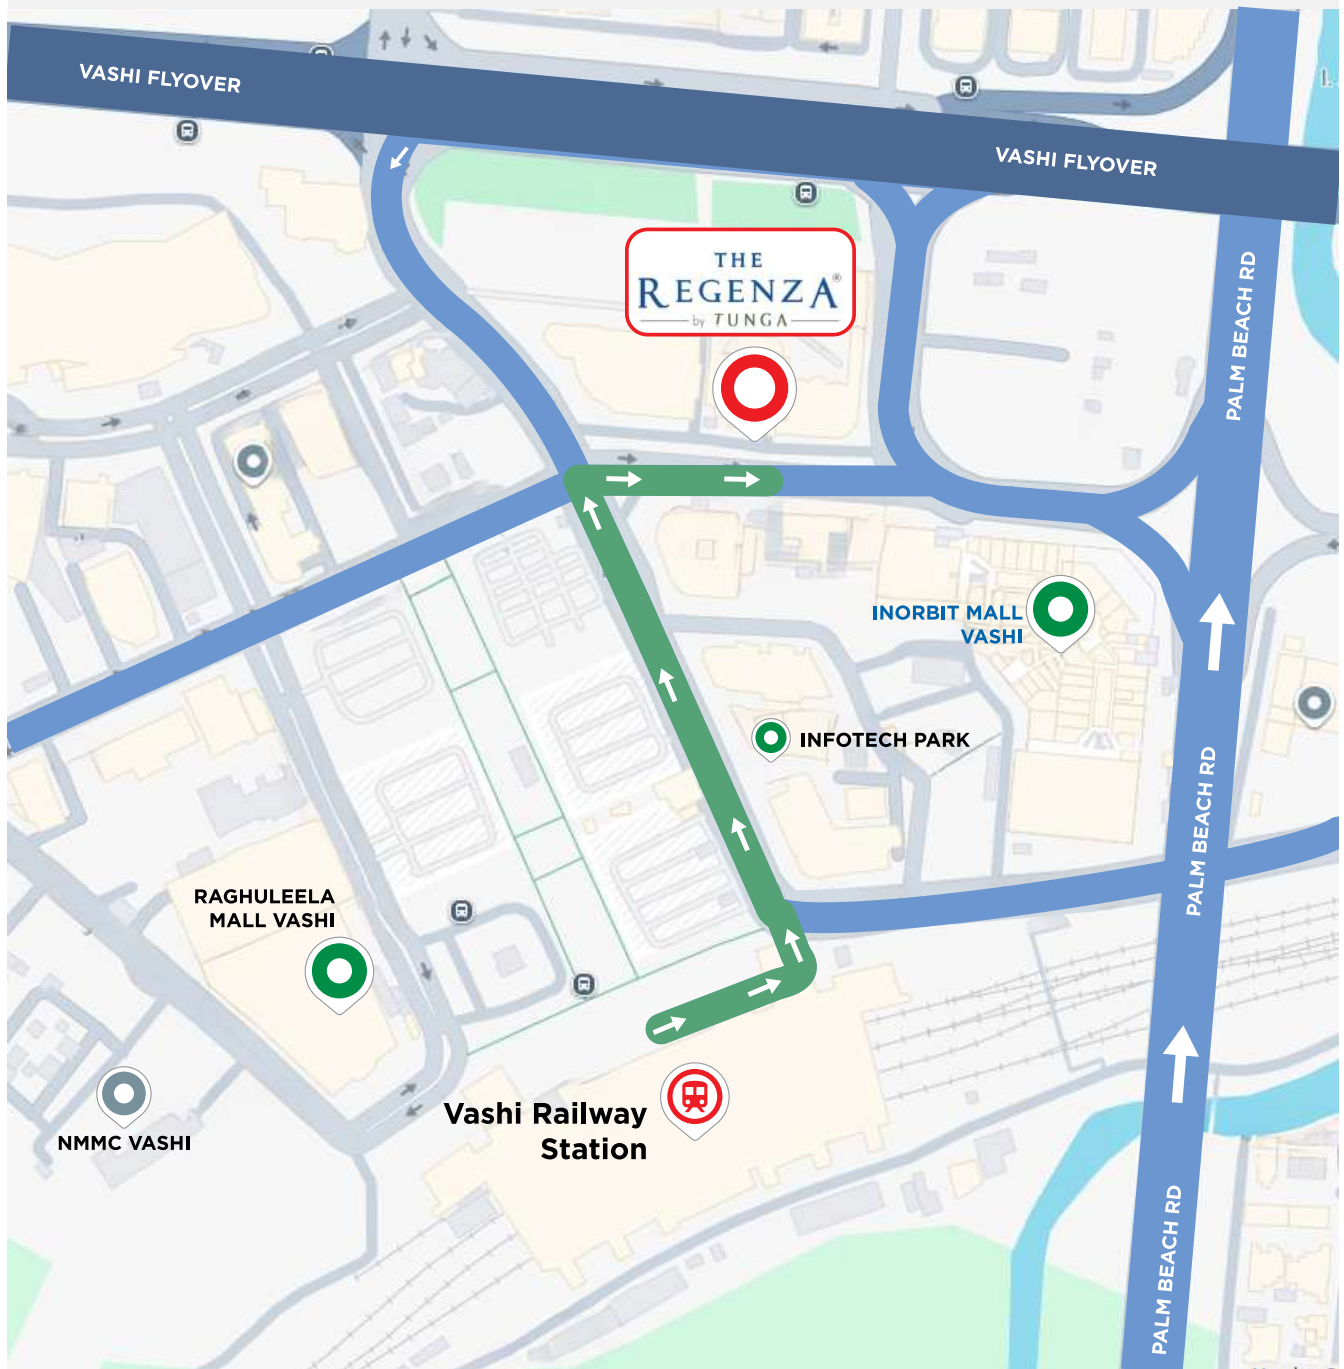 VASHI FLYOVER
VASHI FLYOVER
THE
REGENZA®
by TUNGA
PALM BEACH RD
INORBIT MALL
VASHI
INFOTECH PARK
PALM BEACH RD
RAGHULEELA
MALL VASHI
Vashi Railway
Station
NMMC VASHI
PALM BEACH RD